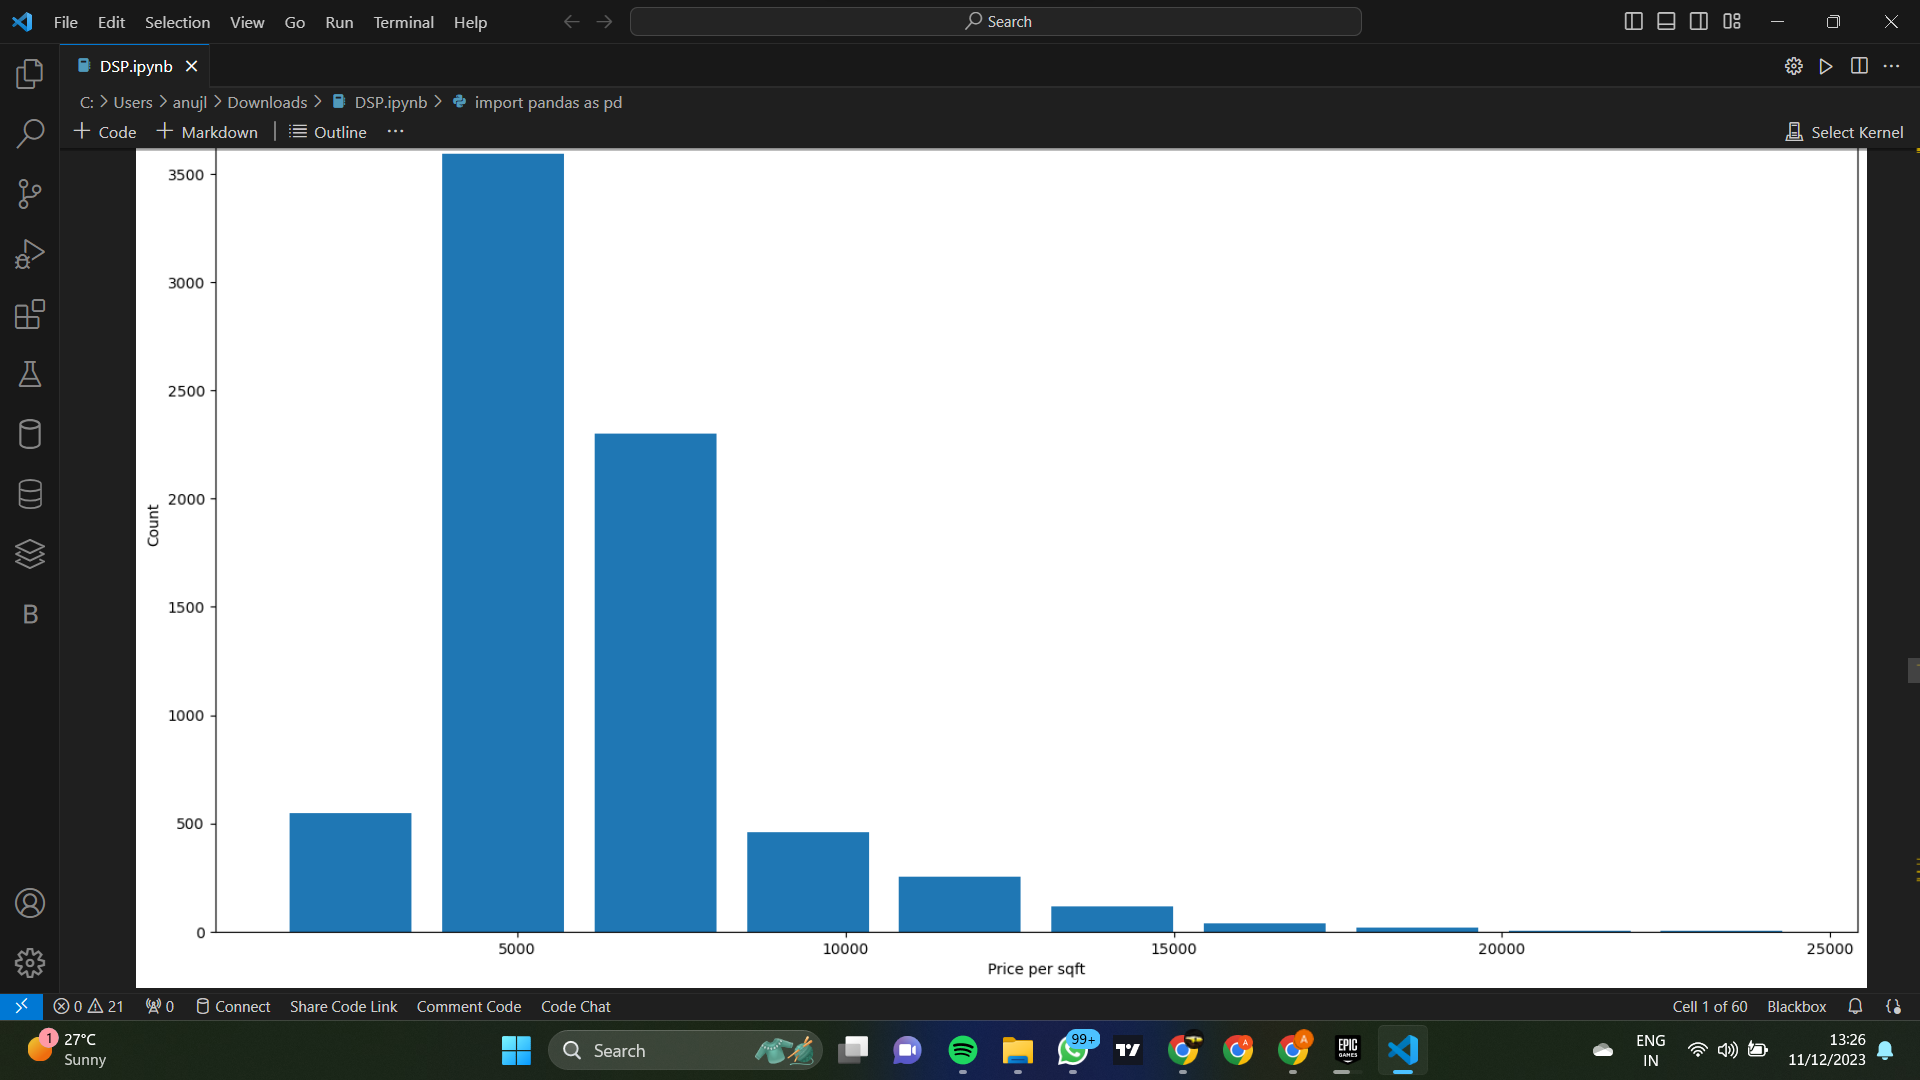 File Edit Selection View Go Run Terminal Help
Search
DSP.ipynb
C: > Users > anujl > Downloads > DSP.ipynb > import pandas as pd
+ Code + Markdown | Outline ...
Select Kernel
3500
3000
2500
2000
1500
1000
500
0
Count
5000 10000 15000 20000 25000
Price per sqft
B
0 21 0 Connect Share Code Link Comment Code Code Chat
Cell 1 of 60 Blackbox
1
27°C
Sunny
Search
99+
A
A
EPIC
GAMES
ENG
IN
13:26
11/12/2023